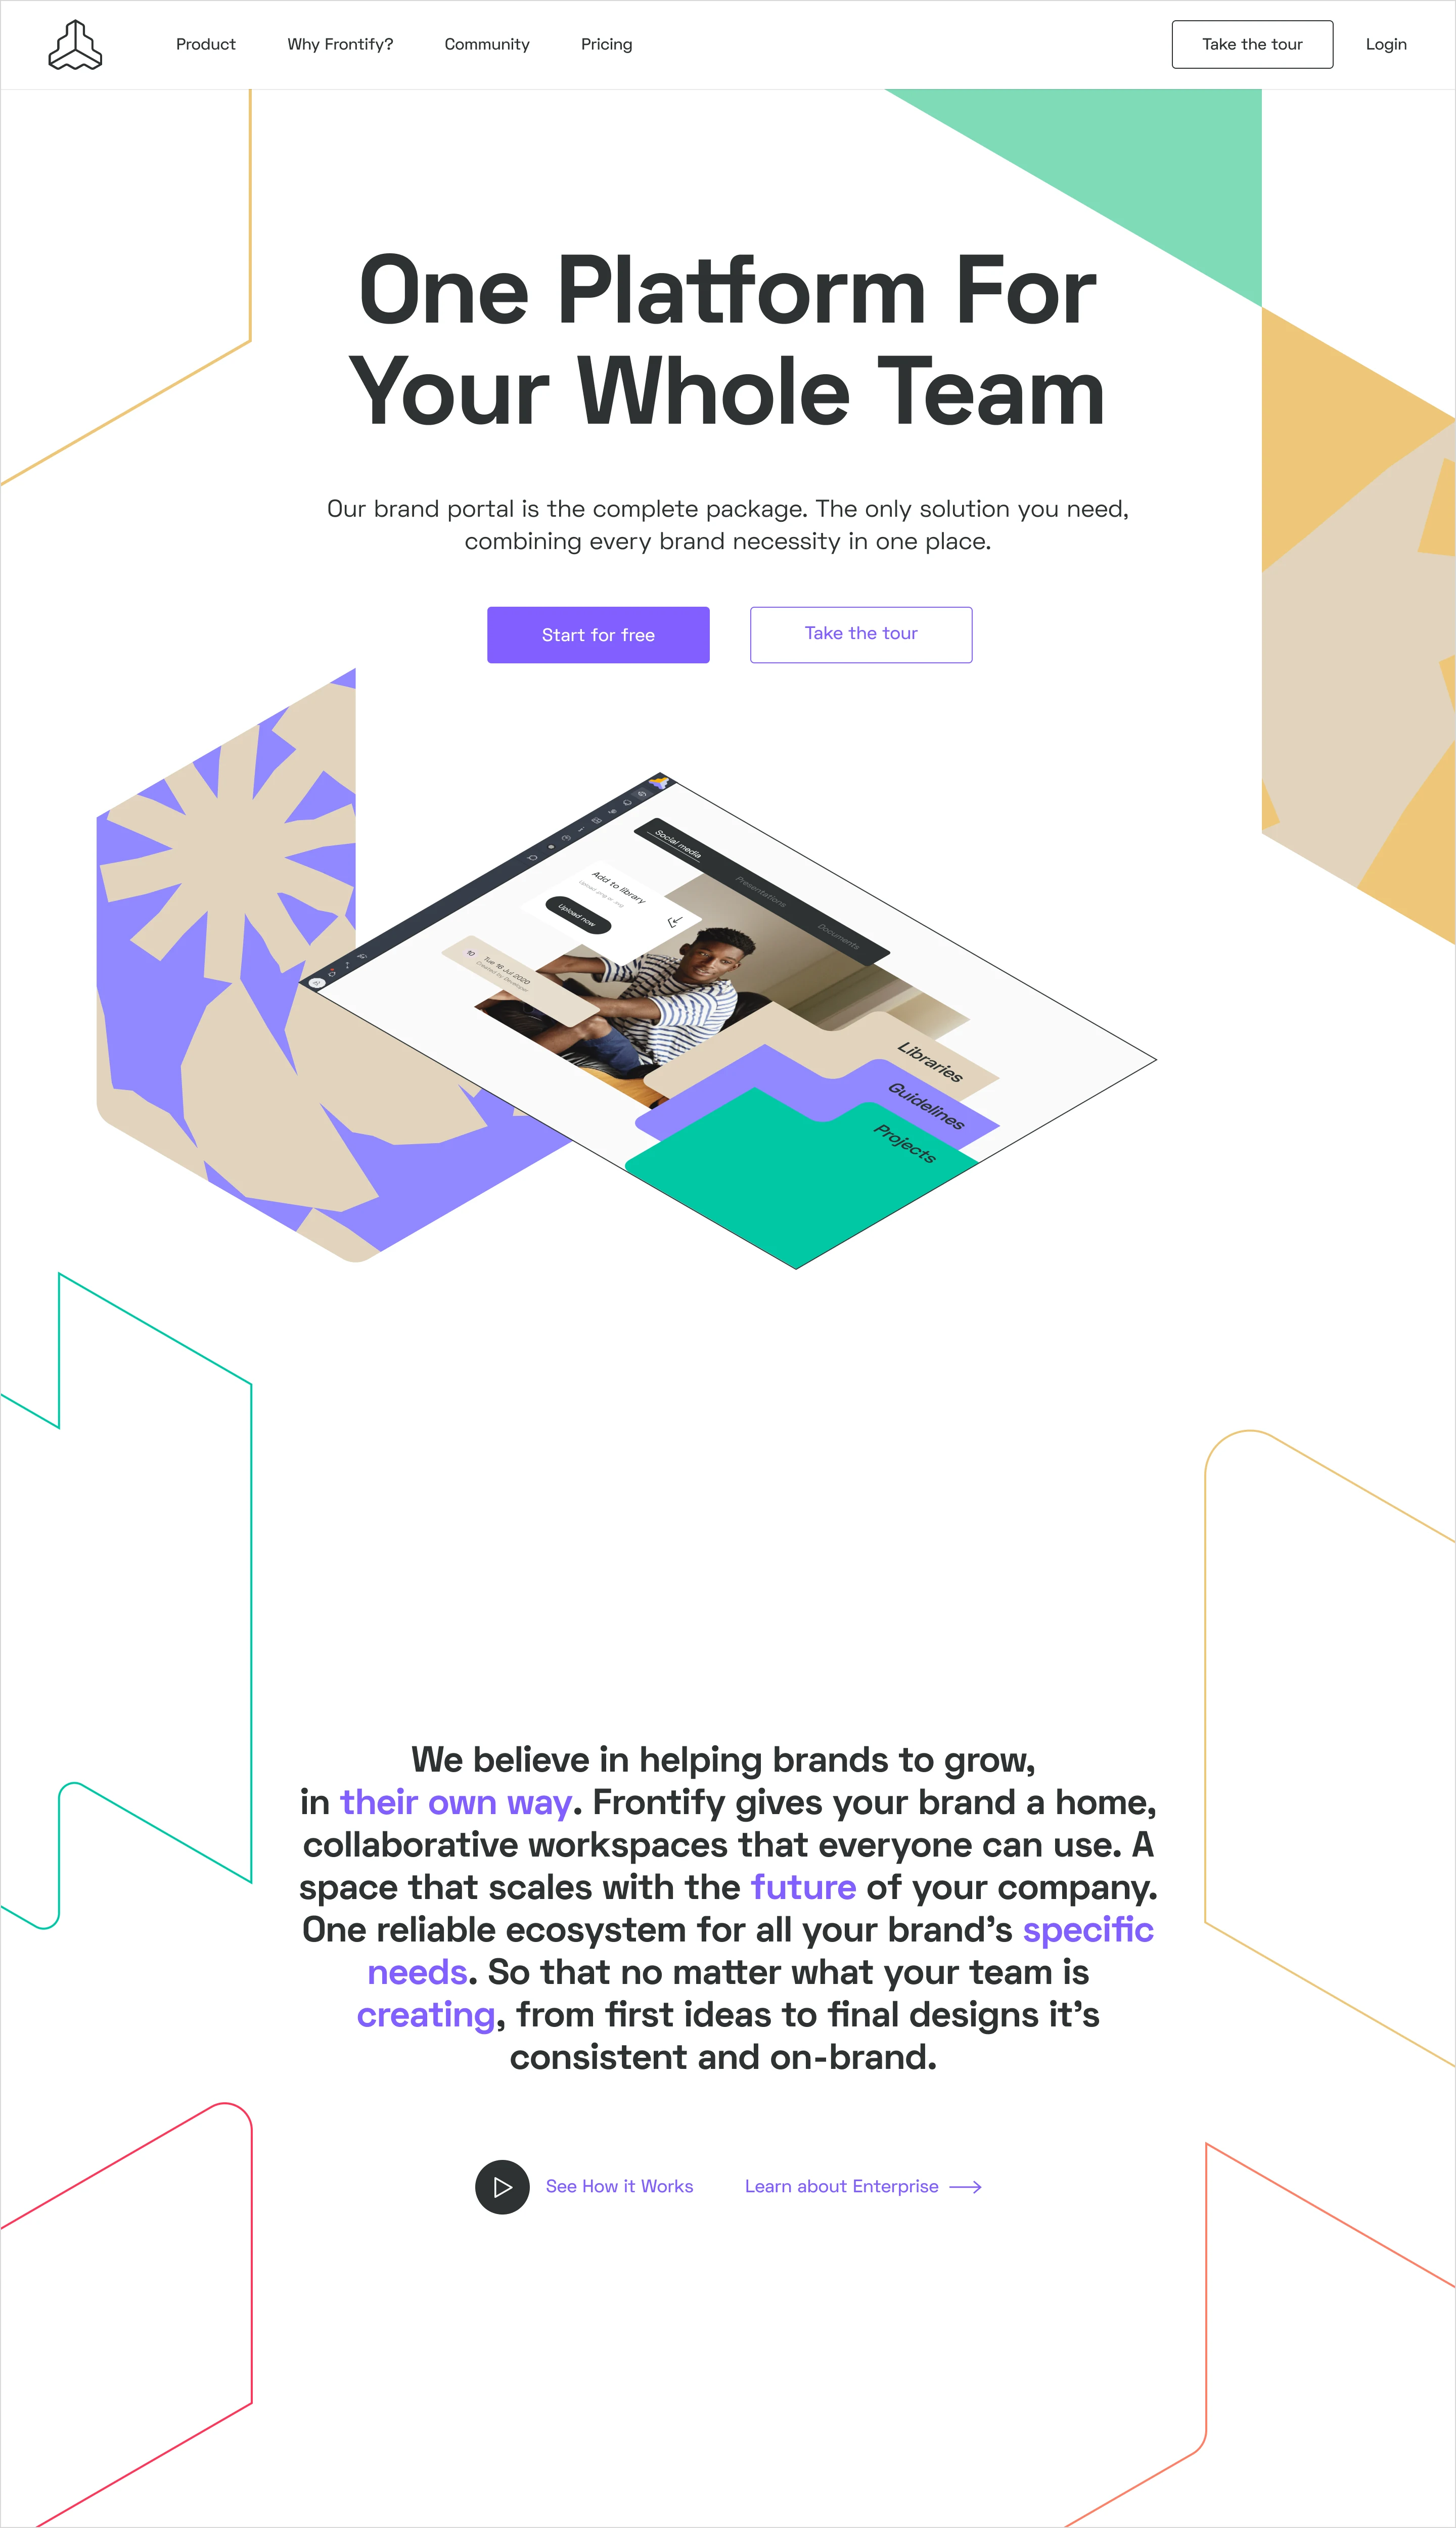 Product
Why Frontify?
Community
Pricing
Take the tour
Login
One Platform For
Your Whole Team
Our brand portal is the complete package. The only solution you need,
combining every brand necessity in one place.
Start for free
Take the tour
Social media
Presentations
Documents
Add to library
Upload now
10
Tue 16 Jul 2020
Created by Developer
Libraries
Guidelines
Projects
We believe in helping brands to grow,
in their own way. Frontify gives your brand a home,
collaborative workspaces that everyone can use. A
space that scales with the future of your company.
One reliable ecosystem for all your brand’s specific
needs. So that no matter what your team is
creating, from first ideas to final designs it’s
consistent and on-brand.
See How it Works
Learn about Enterprise